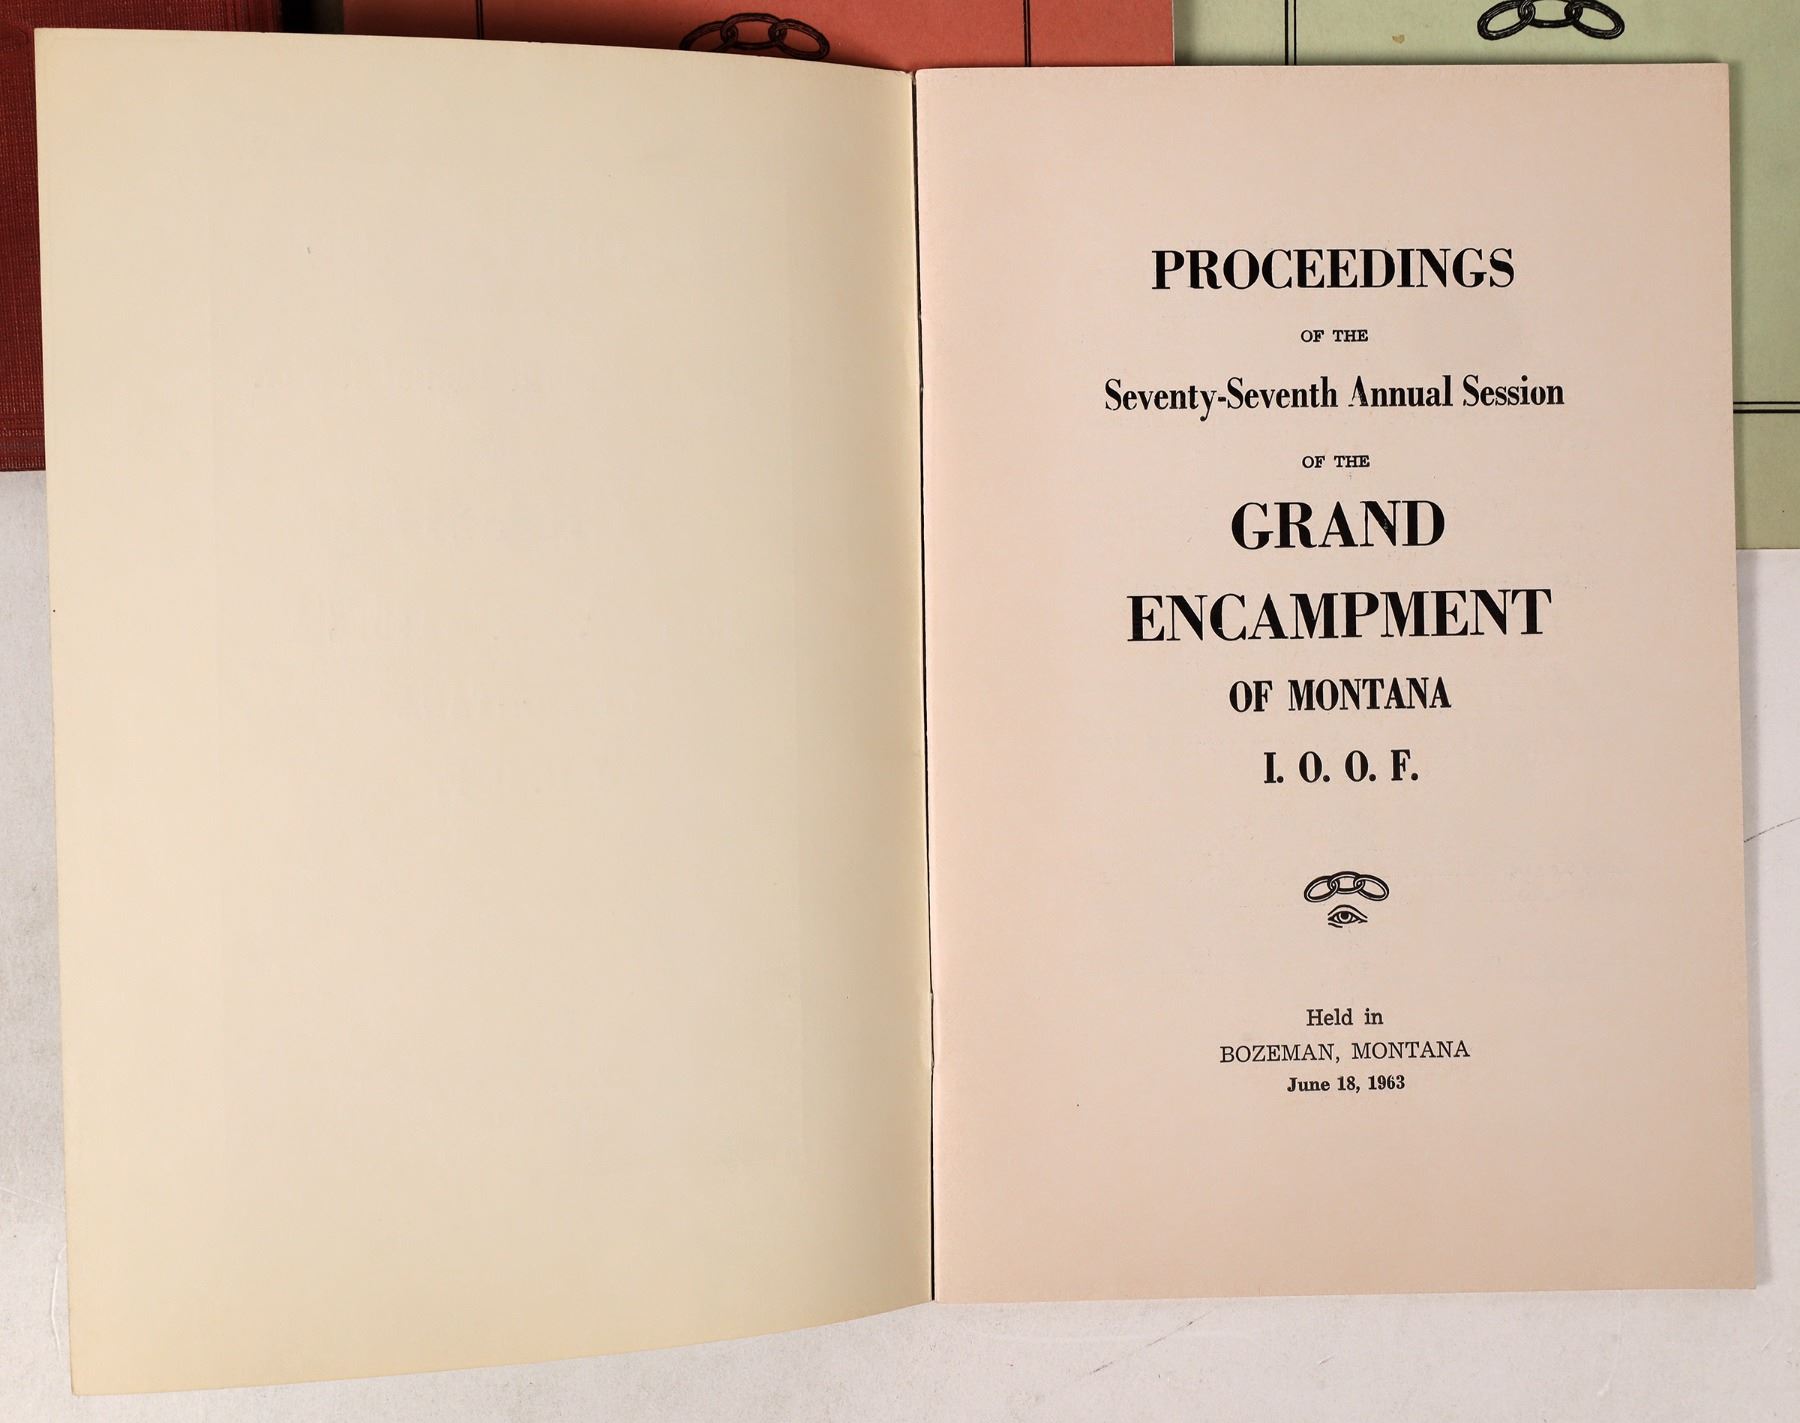 PROCEEDINGS
OF THE
Seventy-Seventh Annual Session
OF THE
GRAND
ENCAMPMENT
OF MONTANA
I. O. O. F.
Held in
BOZEMAN, MONTANA
June 18, 1963